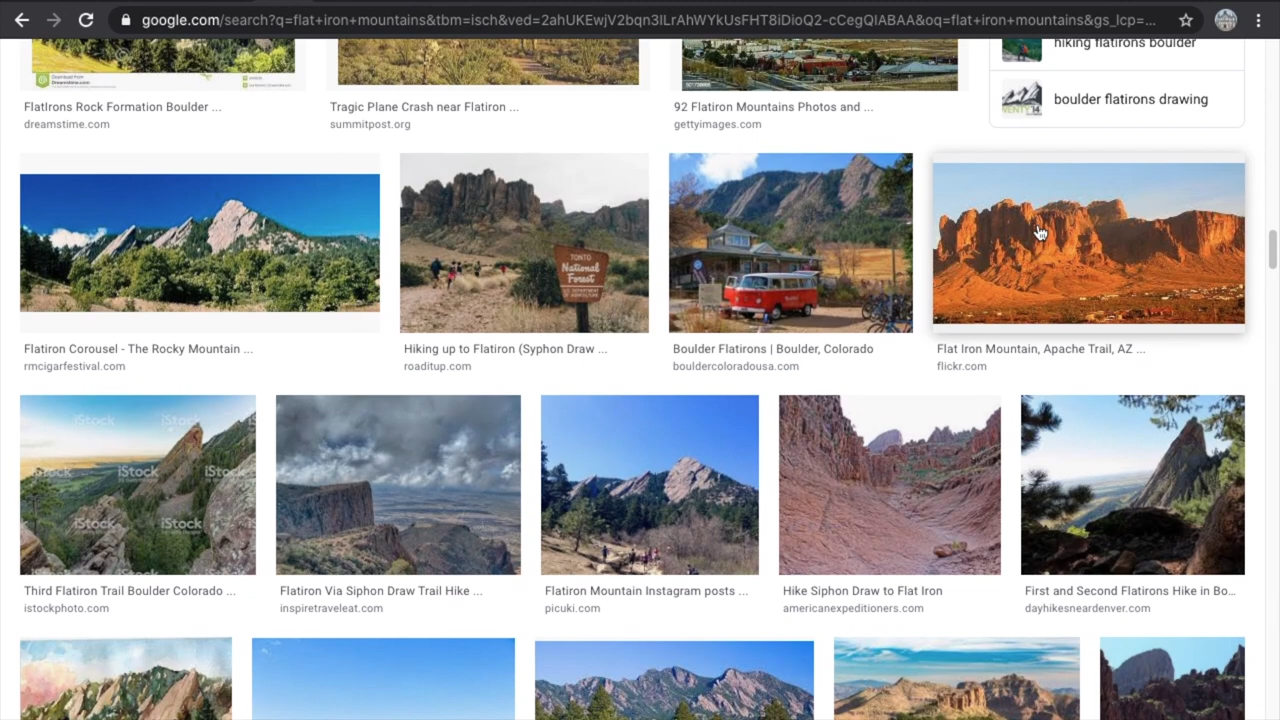 google.com/search?q=flat+iron+mountains&tbm=isch&ved=2ahUKEwjV2bqn3ILrAhWYkUsFHT8iDioQ2-cCegQIABAA&oq=flat+iron+mountains&gs_lcp=...
hiking flatirons boulder
boulder flatirons drawing
FlatIrons Rock Formation Boulder ...
dreamstime.com
Tragic Plane Crash near Flatiron ...
summitpost.org
92 Flatiron Mountains Photos and ...
gettyimages.com
TONTO
National
Forest
Flatiron Corousel - The Rocky Mountain ...
rmcigarfestival.com
Hiking up to Flatiron (Syphon Draw ...
roaditup.com
Boulder Flatirons | Boulder, Colorado
bouldercoloradousa.com
Flat Iron Mountain, Apache Trail, AZ ...
flickr.com
iStock
iStock
iStock
iStock
iStock
Third Flatiron Trail Boulder Colorado ...
istockphoto.com
Flatiron Via Siphon Draw Trail Hike ...
inspiretraveleat.com
Flatiron Mountain Instagram posts ...
picuki.com
Hike Siphon Draw to Flat Iron
americanexpeditioners.com
First and Second Flatirons Hike in Bo...
dayhikesneardenver.com